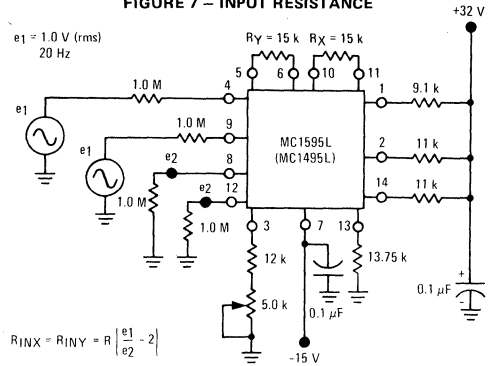 FIGURE 7 – INPUT RESISTANCE
+32 V
e1 = 1.0 V (rms)
20 Hz
RY = 15 k RX = 15 k
5 6 10 11
1.0 M 4
1 9.1 k
e1
1.0 M 9
MC1595L
(MC1495L)
2 11 k
e1
e2 8
14 11 k
1.0 M
e2 12
1.0 M
3 7 13
12 k
13.75 k
+
0.1 μF
-
5.0 k
0.1 μF
RINX = RINY = R ( e1 / e2 - 2 )
-15 V